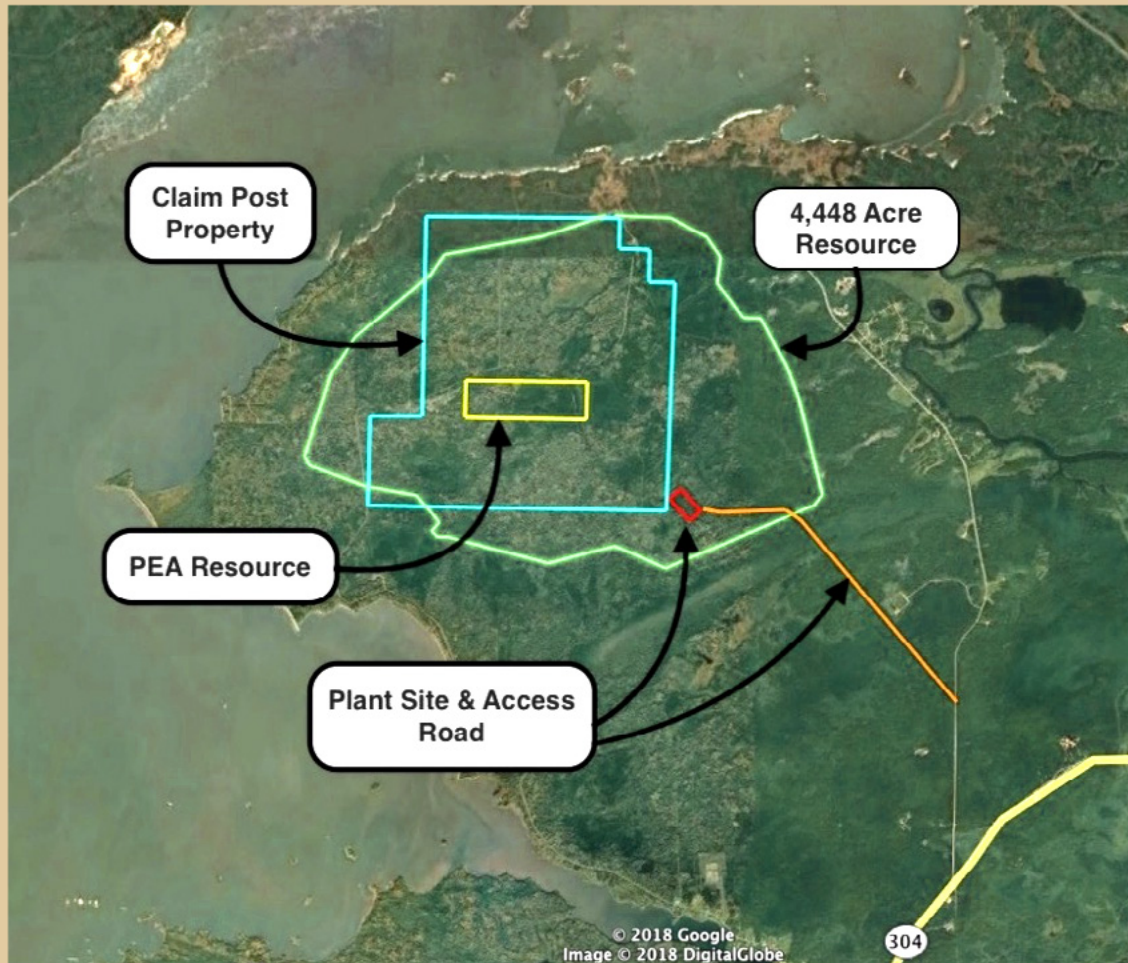 Claim Post
Property
4,448 Acre
Resource
PEA Resource
Plant Site & Access
Road
304
© 2018 Google
Image © 2018 DigitalGlobe